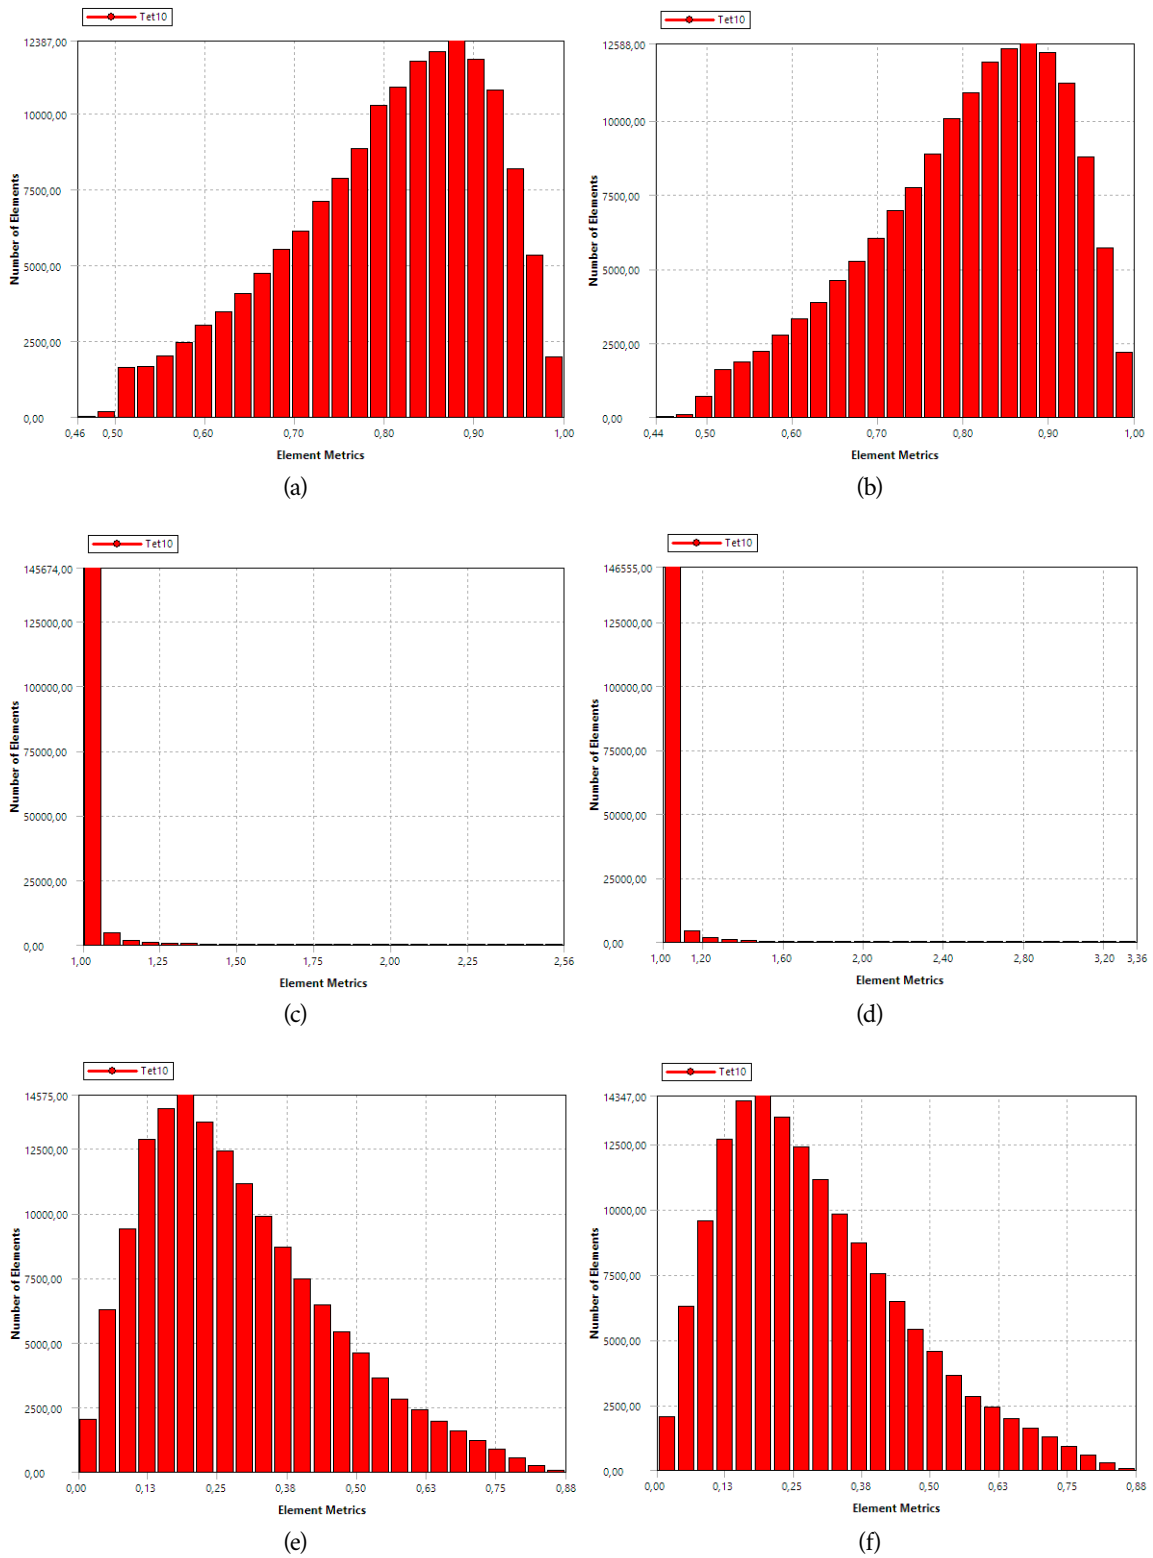 Tet10
12387,00
10000,00
7500,00
5000,00
2500,00
0,00
Number of Elements
0,46 0,50 0,60 0,70 0,80 0,90 1,00
Element Metrics
(a)
Tet10
12588,00
10000,00
7500,00
5000,00
2500,00
0,00
Number of Elements
0,44 0,50 0,60 0,70 0,80 0,90 1,00
Element Metrics
(b)
Tet10
145674,00
125000,00
100000,00
75000,00
50000,00
25000,00
0,00
Number of Elements
1,00 1,25 1,50 1,75 2,00 2,25 2,56
Element Metrics
(c)
Tet10
146555,00
125000,00
100000,00
75000,00
50000,00
25000,00
0,00
Number of Elements
1,00 1,20 1,60 2,00 2,40 2,80 3,20 3,36
Element Metrics
(d)
Tet10
14575,00
12500,00
10000,00
7500,00
5000,00
2500,00
0,00
Number of Elements
0,00 0,13 0,25 0,38 0,50 0,63 0,75 0,88
Element Metrics
(e)
Tet10
14347,00
12500,00
10000,00
7500,00
5000,00
2500,00
0,00
Number of Elements
0,00 0,13 0,25 0,38 0,50 0,63 0,75 0,88
Element Metrics
(f)